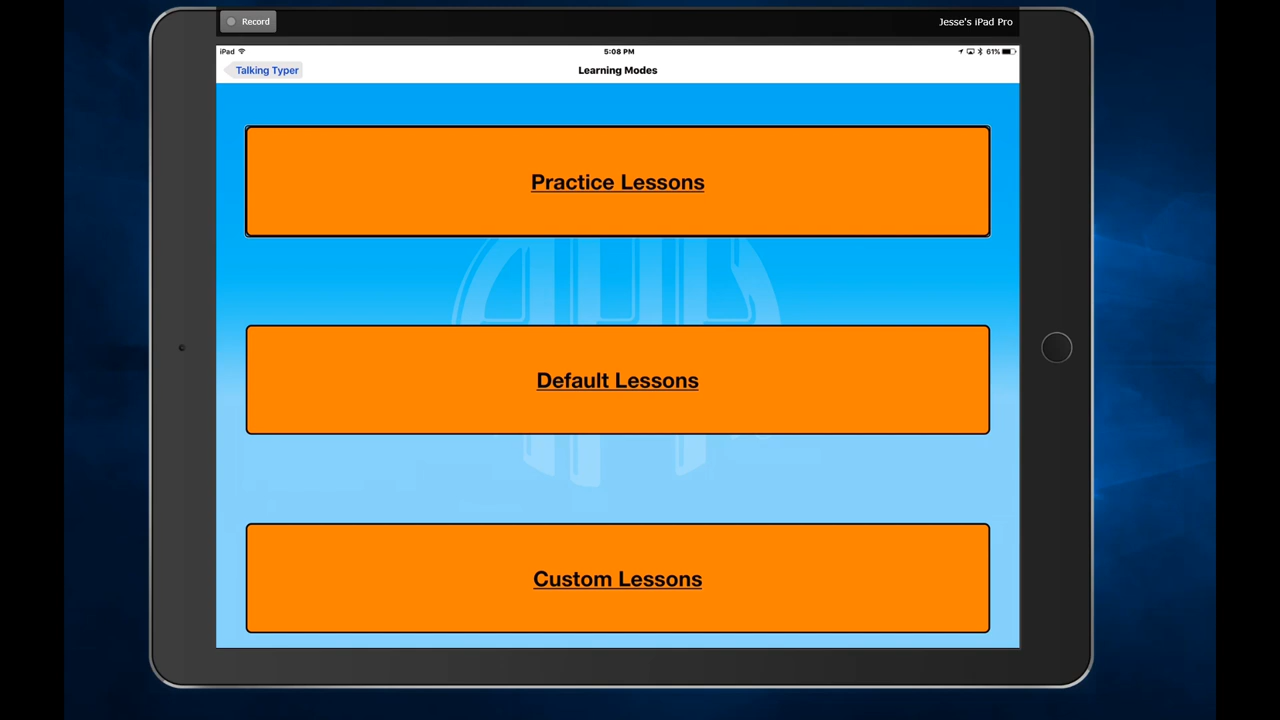 Record
Jesse's iPad Pro
iPad 5:08 PM 61%
Talking Typer Learning Modes
Practice Lessons
APH
Default Lessons
Custom Lessons